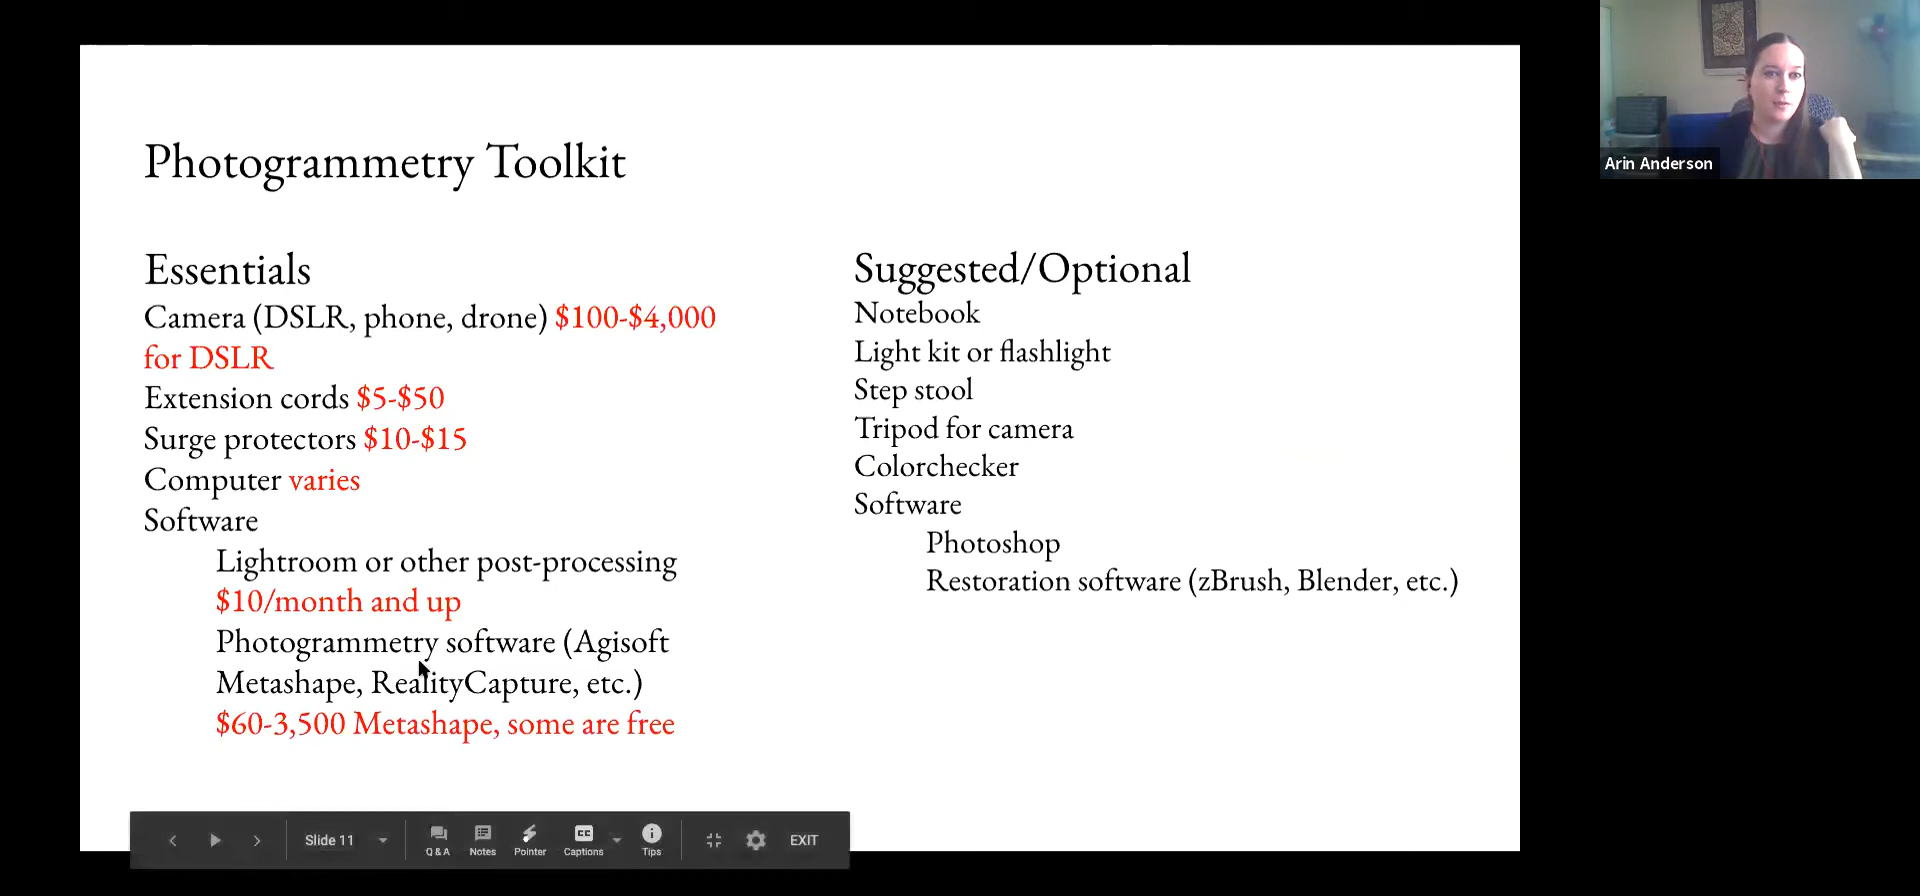 Photogrammetry Toolkit
Essentials
Camera (DSLR, phone, drone) $100-$4,000
for DSLR
Extension cords $5-$50
Surge protectors $10-$15
Computer varies
Software
Lightroom or other post-processing
$10/month and up
Photogrammetry software (Agisoft
Metashape, RealityCapture, etc.)
$60-3,500 Metashape, some are free
Suggested/Optional
Notebook
Light kit or flashlight
Step stool
Tripod for camera
Colorchecker
Software
Photoshop
Restoration software (zBrush, Blender, etc.)
Arin Anderson
Slide 11
Q & A
Notes
Pointer
CC
Captions
Tips
EXIT